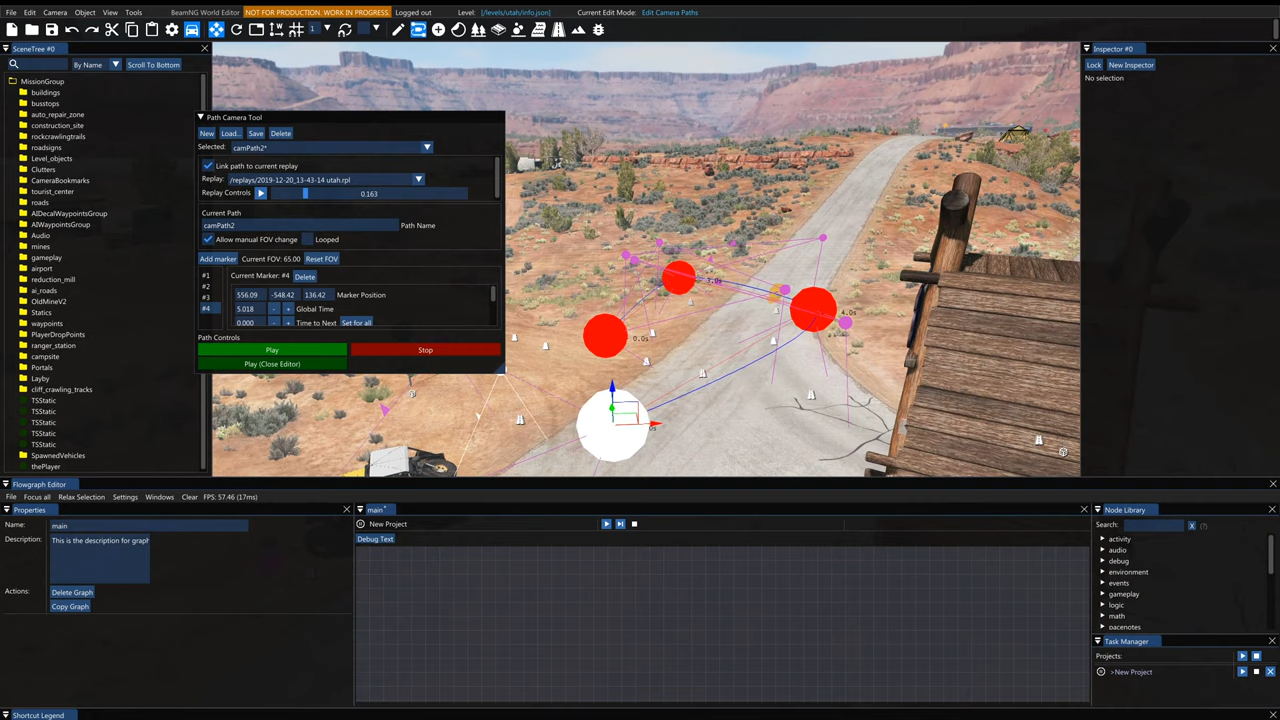 File Edit Camera Object View Tools BeamNG World Editor NOT FOR PRODUCTION. WORK IN PROGRESS. Logged out Level: [/levels/utah/info.json] Current Edit Mode: Edit Camera Paths
1
SceneTree #0
By Name Scroll To Bottom
MissionGroup
buildings
busstops
auto_repair_zone
construction_site
rockcrawlingtrails
roadsigns
Level_objects
Clutters
CameraBookmarks
tourist_center
roads
AIDecalWaypointsGroup
AIWaypointsGroup
Audio
mines
gameplay
airport
reduction_mill
ai_roads
OldMineV2
Statics
waypoints
PlayerDropPoints
ranger_station
campsite
Portals
Layby
cliff_crawling_tracks
TSStatic
TSStatic
TSStatic
TSStatic
TSStatic
SpawnedVehicles
thePlayer
Path Camera Tool
New Load... Save Delete
Selected: camPath2*
Link path to current replay
Replay: /replays/2019-12-20_13-43-14 utah.rpl
Replay Controls 0.163
Current Path
camPath2 Path Name
Allow manual FOV change Looped
Add marker Current FOV: 65.00 Reset FOV
#1
#2
#3
#4
Current Marker: #4 Delete
556.09 -548.42 136.42 Marker Position
5.018 - + Global Time
0.000 - + Time to Next Set for all
Path Controls
Play Stop
Play (Close Editor)
0.0s
4.0s
Inspector #0
Lock New Inspector
No selection
Flowgraph Editor
File Focus all Relax Selection Settings Windows Clear FPS: 57.46 (17ms)
Properties
Name: main
Description: This is the description for graph
Actions: Delete Graph
Copy Graph
main*
New Project
Debug Text
Node Library
Search: X (?)
activity
audio
debug
environment
events
gameplay
logic
math
pacenotes
Task Manager
Projects:
>New Project
Shortcut Legend